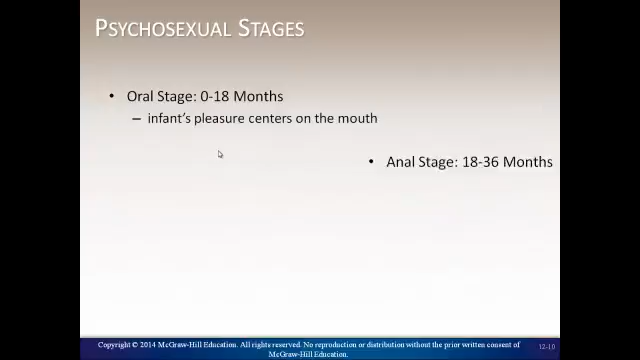 PSYCHOSEXUAL STAGES
• Oral Stage: 0-18 Months
– infant's pleasure centers on the mouth
• Anal Stage: 18-36 Months
Copyright © 2014 McGraw-Hill Education. All rights reserved. No reproduction or distribution without the prior written consent of
McGraw-Hill Education.
12-10